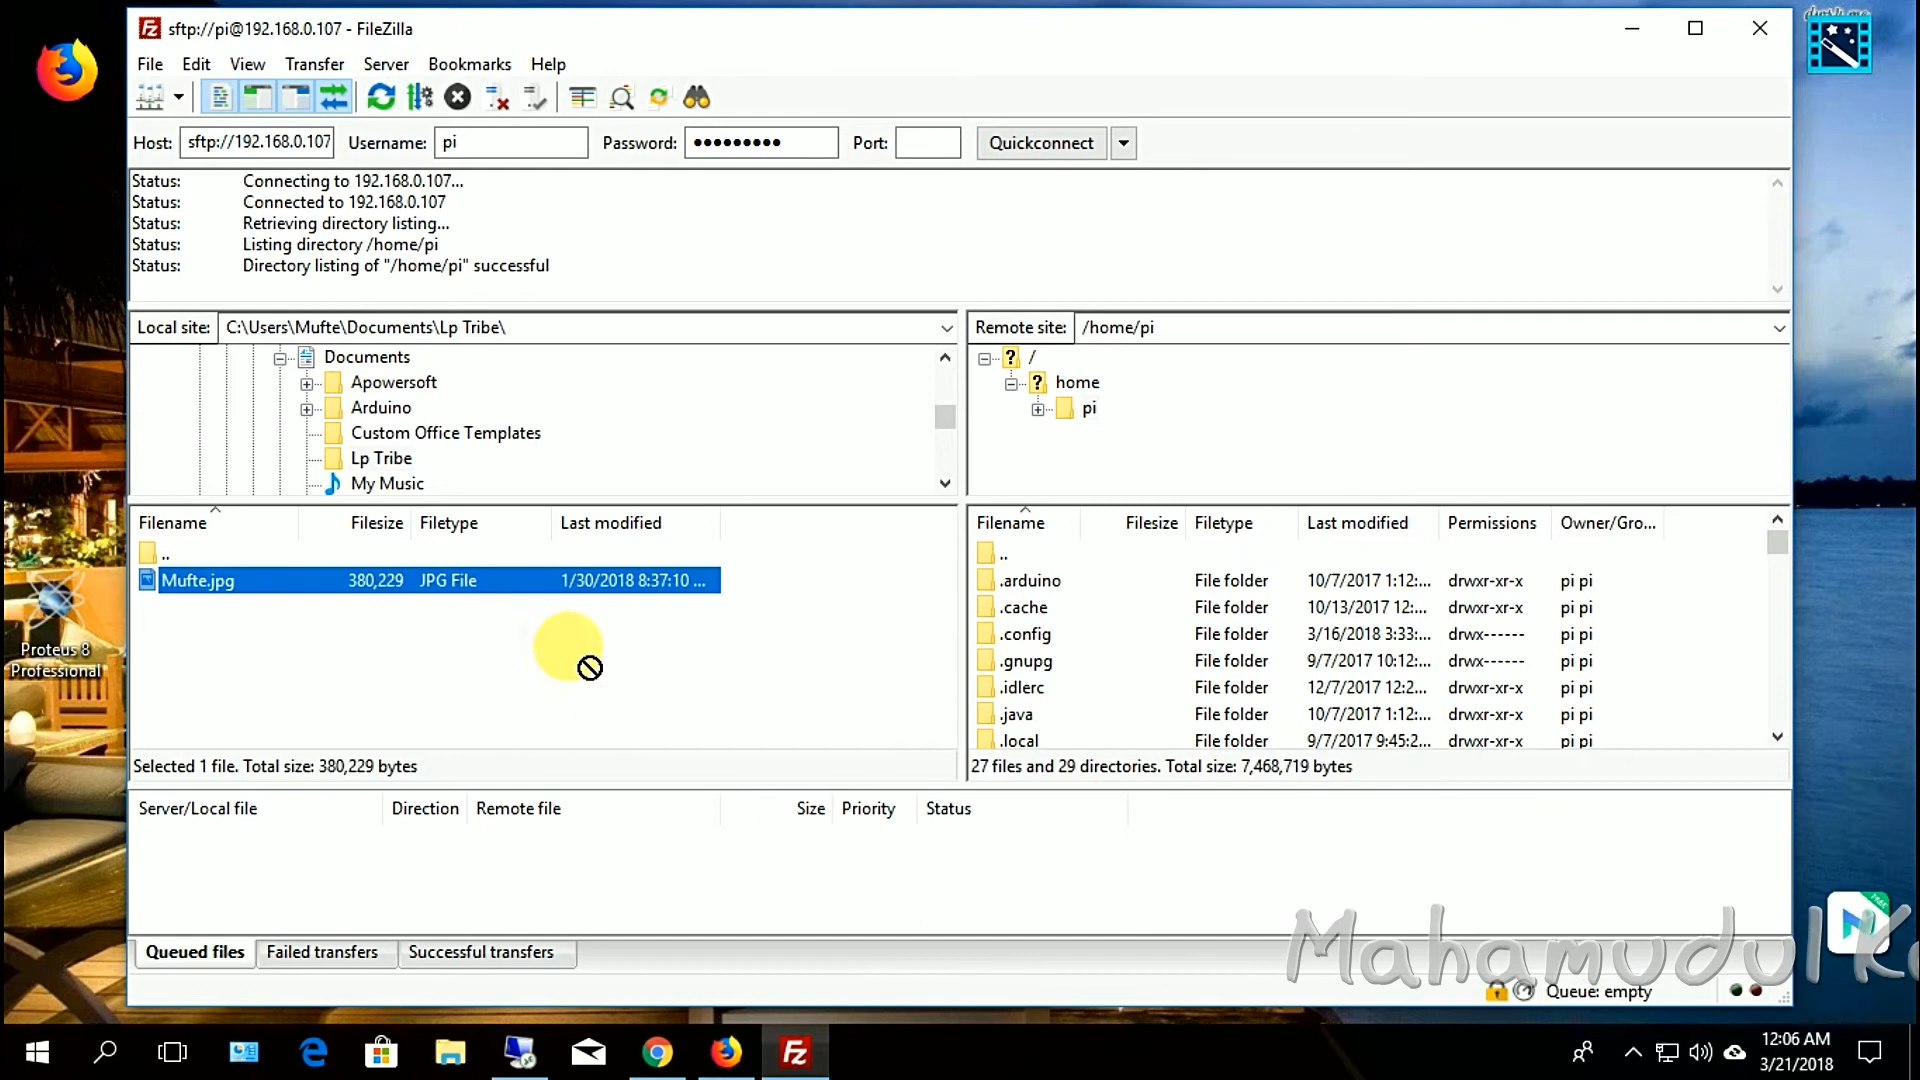 sftp://pi@192.168.0.107 - FileZilla
File Edit View Transfer Server Bookmarks Help
Host: sftp://192.168.0.107 Username: pi Password: ●●●●●●●●● Port: Quickconnect
Status: Connecting to 192.168.0.107...
Status: Connected to 192.168.0.107
Status: Retrieving directory listing...
Status: Listing directory /home/pi
Status: Directory listing of "/home/pi" successful
Local site: C:\Users\Mufte\Documents\Lp Tribe\
Documents
Apowersoft
Arduino
Custom Office Templates
Lp Tribe
My Music
Remote site: /home/pi
/
home
pi
Filename Filesize Filetype Last modified
..
Mufte.jpg 380,229 JPG File 1/30/2018 8:37:10 ...
Selected 1 file. Total size: 380,229 bytes
Filename Filesize Filetype Last modified Permissions Owner/Gro...
..
.arduino File folder 10/7/2017 1:12:... drwxr-xr-x pi pi
.cache File folder 10/13/2017 12:... drwxr-xr-x pi pi
.config File folder 3/16/2018 3:33:... drwx------ pi pi
.gnupg File folder 9/7/2017 10:12:... drwx------ pi pi
.idlerc File folder 12/7/2017 12:2... drwxr-xr-x pi pi
.java File folder 10/7/2017 1:12:... drwxr-xr-x pi pi
.local File folder 9/7/2017 9:45:2... drwxr-xr-x pi pi
27 files and 29 directories. Total size: 7,468,719 bytes
Server/Local file Direction Remote file Size Priority Status
Queued files Failed transfers Successful transfers
Queue: empty
Proteus 8
Professional
FREE
Mahamudul Ka
12:06 AM
3/21/2018